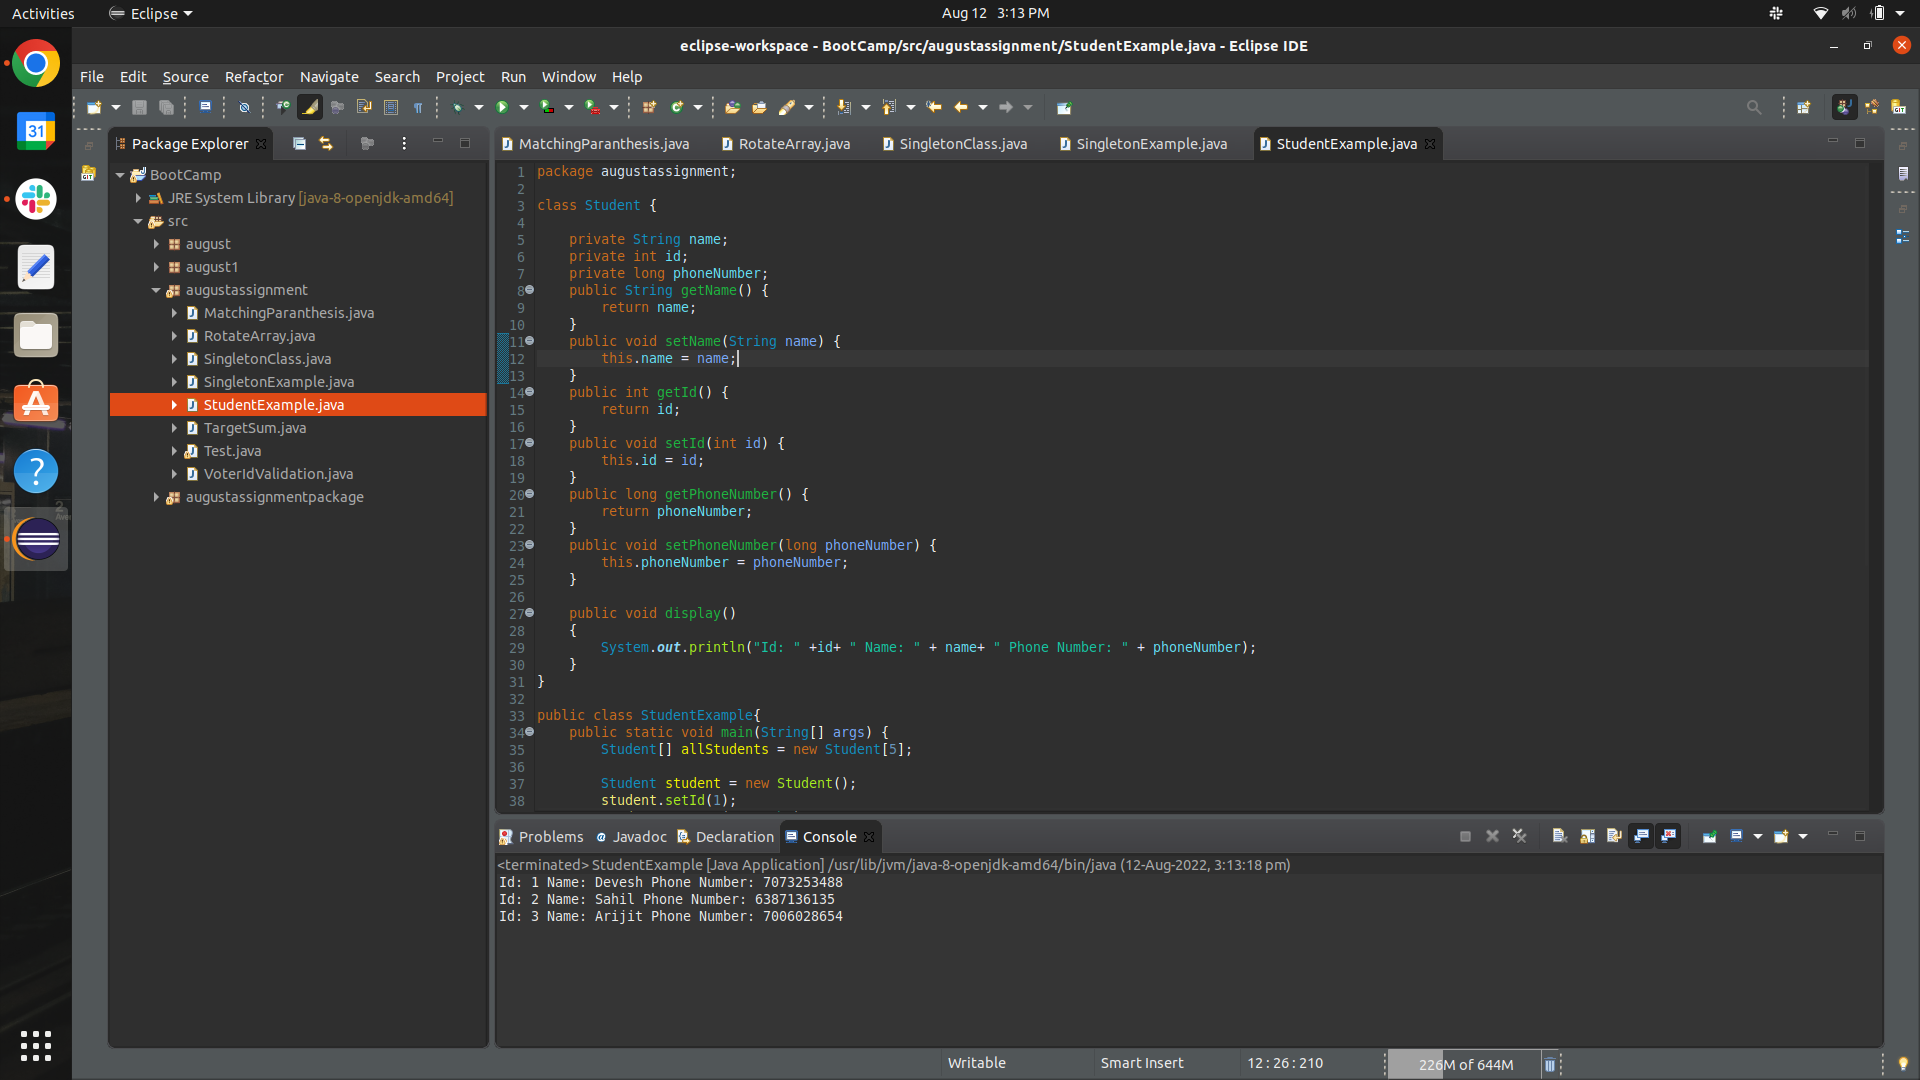 Activities
Eclipse
Aug 12 3:13 PM
eclipse-workspace - BootCamp/src/augustassignment/StudentExample.java - Eclipse IDE
File Edit Source Refactor Navigate Search Project Run Window Help
Package Explorer
BootCamp
JRE System Library [java-8-openjdk-amd64]
src
august
august1
augustassignment
MatchingParanthesis.java
RotateArray.java
SingletonClass.java
SingletonExample.java
StudentExample.java
TargetSum.java
Test.java
VoterIdValidation.java
augustassignmentpackage
MatchingParanthesis.java RotateArray.java SingletonClass.java SingletonExample.java StudentExample.java
1 package augustassignment;
2
3 class Student {
4
5 private String name;
6 private int id;
7 private long phoneNumber;
8 public String getName() {
9 return name;
10 }
11 public void setName(String name) {
12 this.name = name;
13 }
14 public int getId() {
15 return id;
16 }
17 public void setId(int id) {
18 this.id = id;
19 }
20 public long getPhoneNumber() {
21 return phoneNumber;
22 }
23 public void setPhoneNumber(long phoneNumber) {
24 this.phoneNumber = phoneNumber;
25 }
26
27 public void display()
28 {
29 System.out.println("Id: " +id+ " Name: " + name+ " Phone Number: " + phoneNumber);
30 }
31 }
32
33 public class StudentExample{
34 public static void main(String[] args) {
35 Student[] allStudents = new Student[5];
36
37 Student student = new Student();
38 student.setId(1);
Problems Javadoc Declaration Console
<terminated> StudentExample [Java Application] /usr/lib/jvm/java-8-openjdk-amd64/bin/java (12-Aug-2022, 3:13:18 pm)
Id: 1 Name: Devesh Phone Number: 7073253488
Id: 2 Name: Sahil Phone Number: 6387136135
Id: 3 Name: Arijit Phone Number: 7006028654
Writable
Smart Insert
12 : 26 : 210
226M of 644M
31